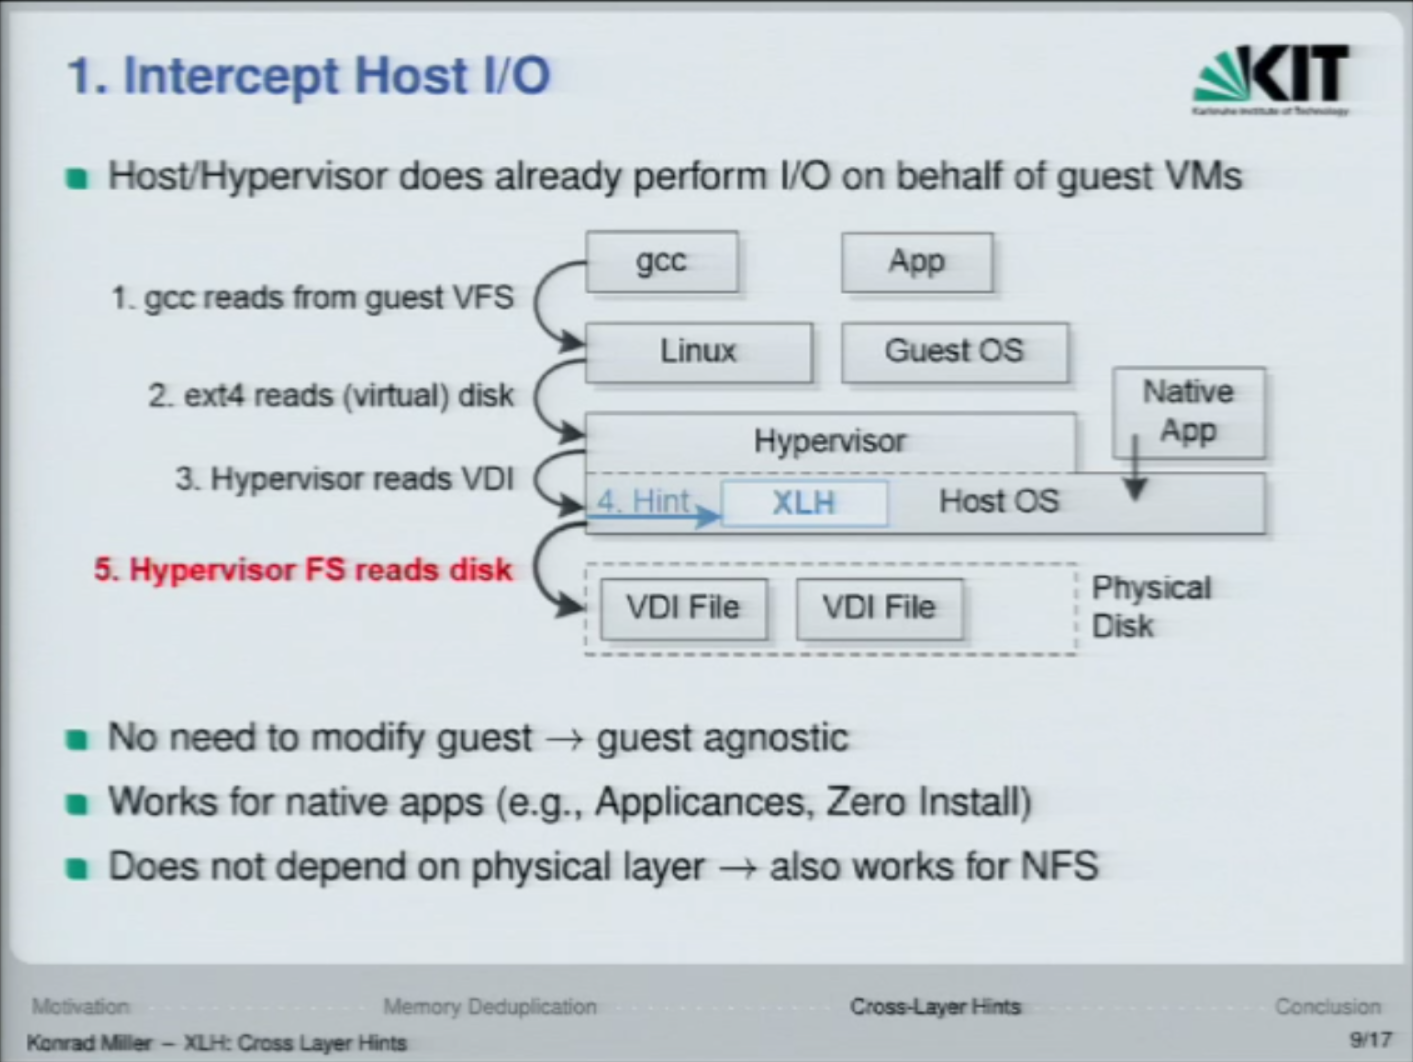 1. Intercept Host I/O
KIT
Karlsruhe Institute of Technology
Host/Hypervisor does already perform I/O on behalf of guest VMs
gcc
App
1. gcc reads from guest VFS
Linux
Guest OS
2. ext4 reads (virtual) disk
Native
App
Hypervisor
3. Hypervisor reads VDI
4. Hint
XLH
Host OS
5. Hypervisor FS reads disk
VDI File
VDI File
Physical
Disk
No need to modify guest → guest agnostic
Works for native apps (e.g., Applicances, Zero Install)
Does not depend on physical layer → also works for NFS
Motivation
Memory Deduplication
Cross-Layer Hints
Conclusion
Konrad Miller – XLH: Cross Layer Hints
9/17